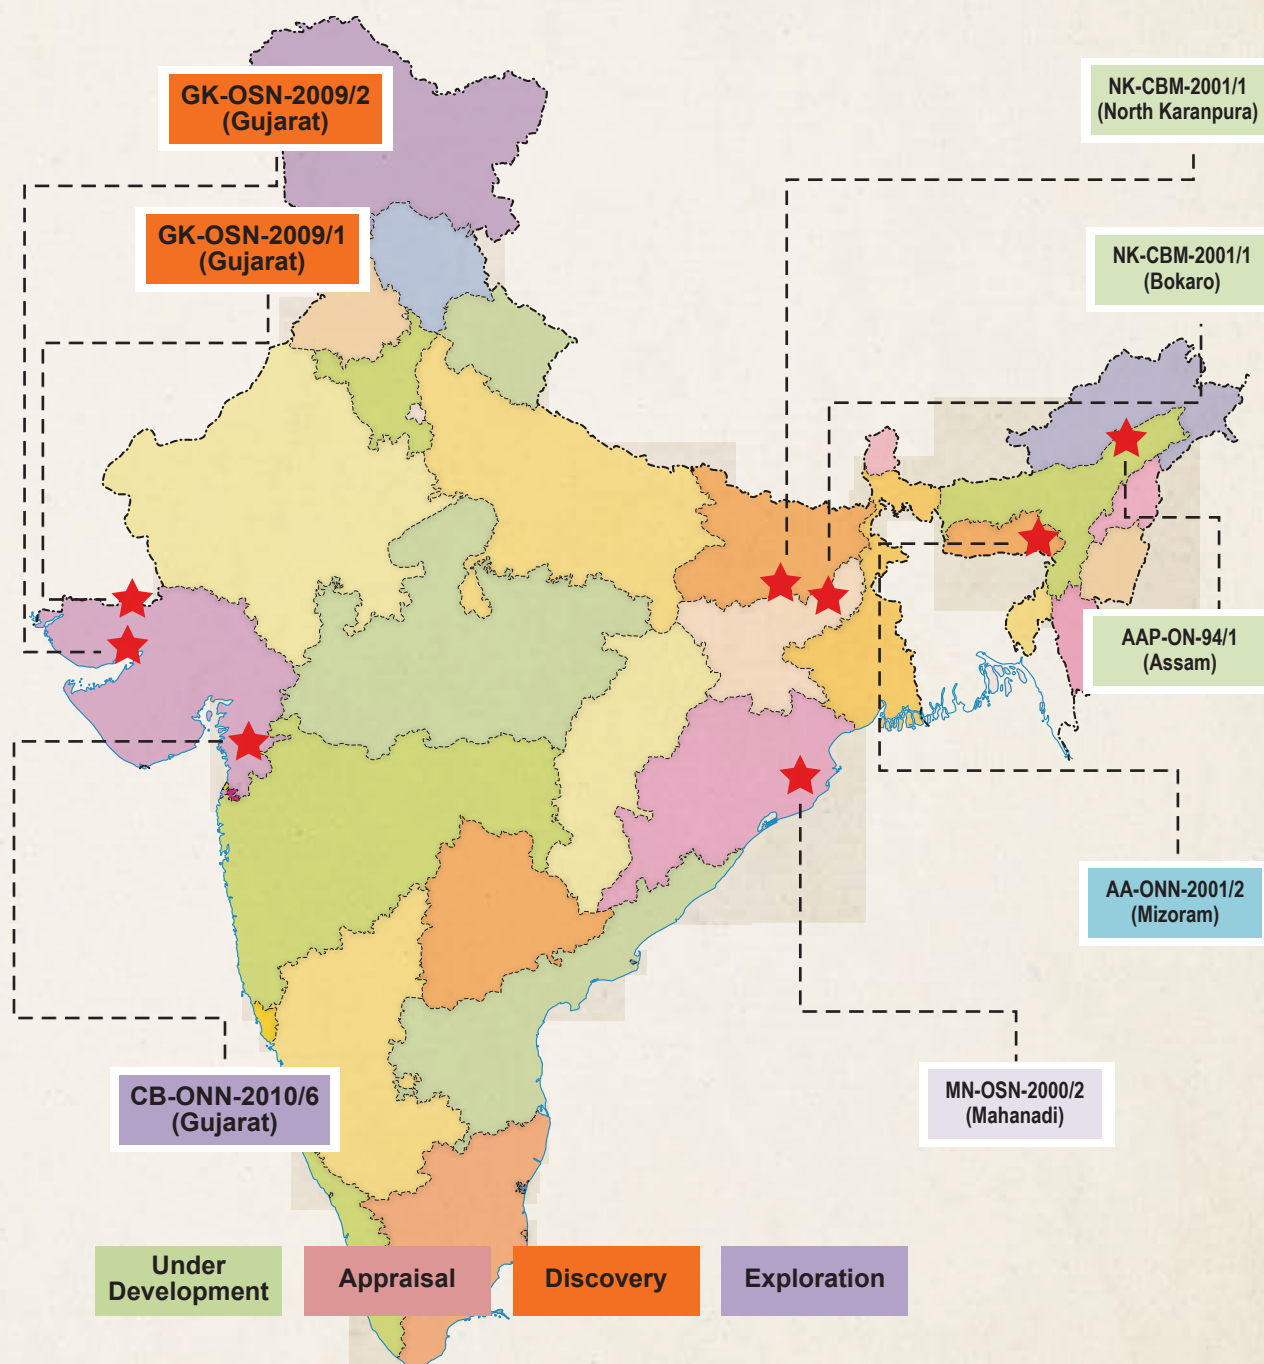 GK-OSN-2009/2
(Gujarat)
GK-OSN-2009/1
(Gujarat)
NK-CBM-2001/1
(North Karanpura)
NK-CBM-2001/1
(Bokaro)
AAP-ON-94/1
(Assam)
AA-ONN-2001/2
(Mizoram)
MN-OSN-2000/2
(Mahanadi)
CB-ONN-2010/6
(Gujarat)
Under
Development
Appraisal
Discovery
Exploration